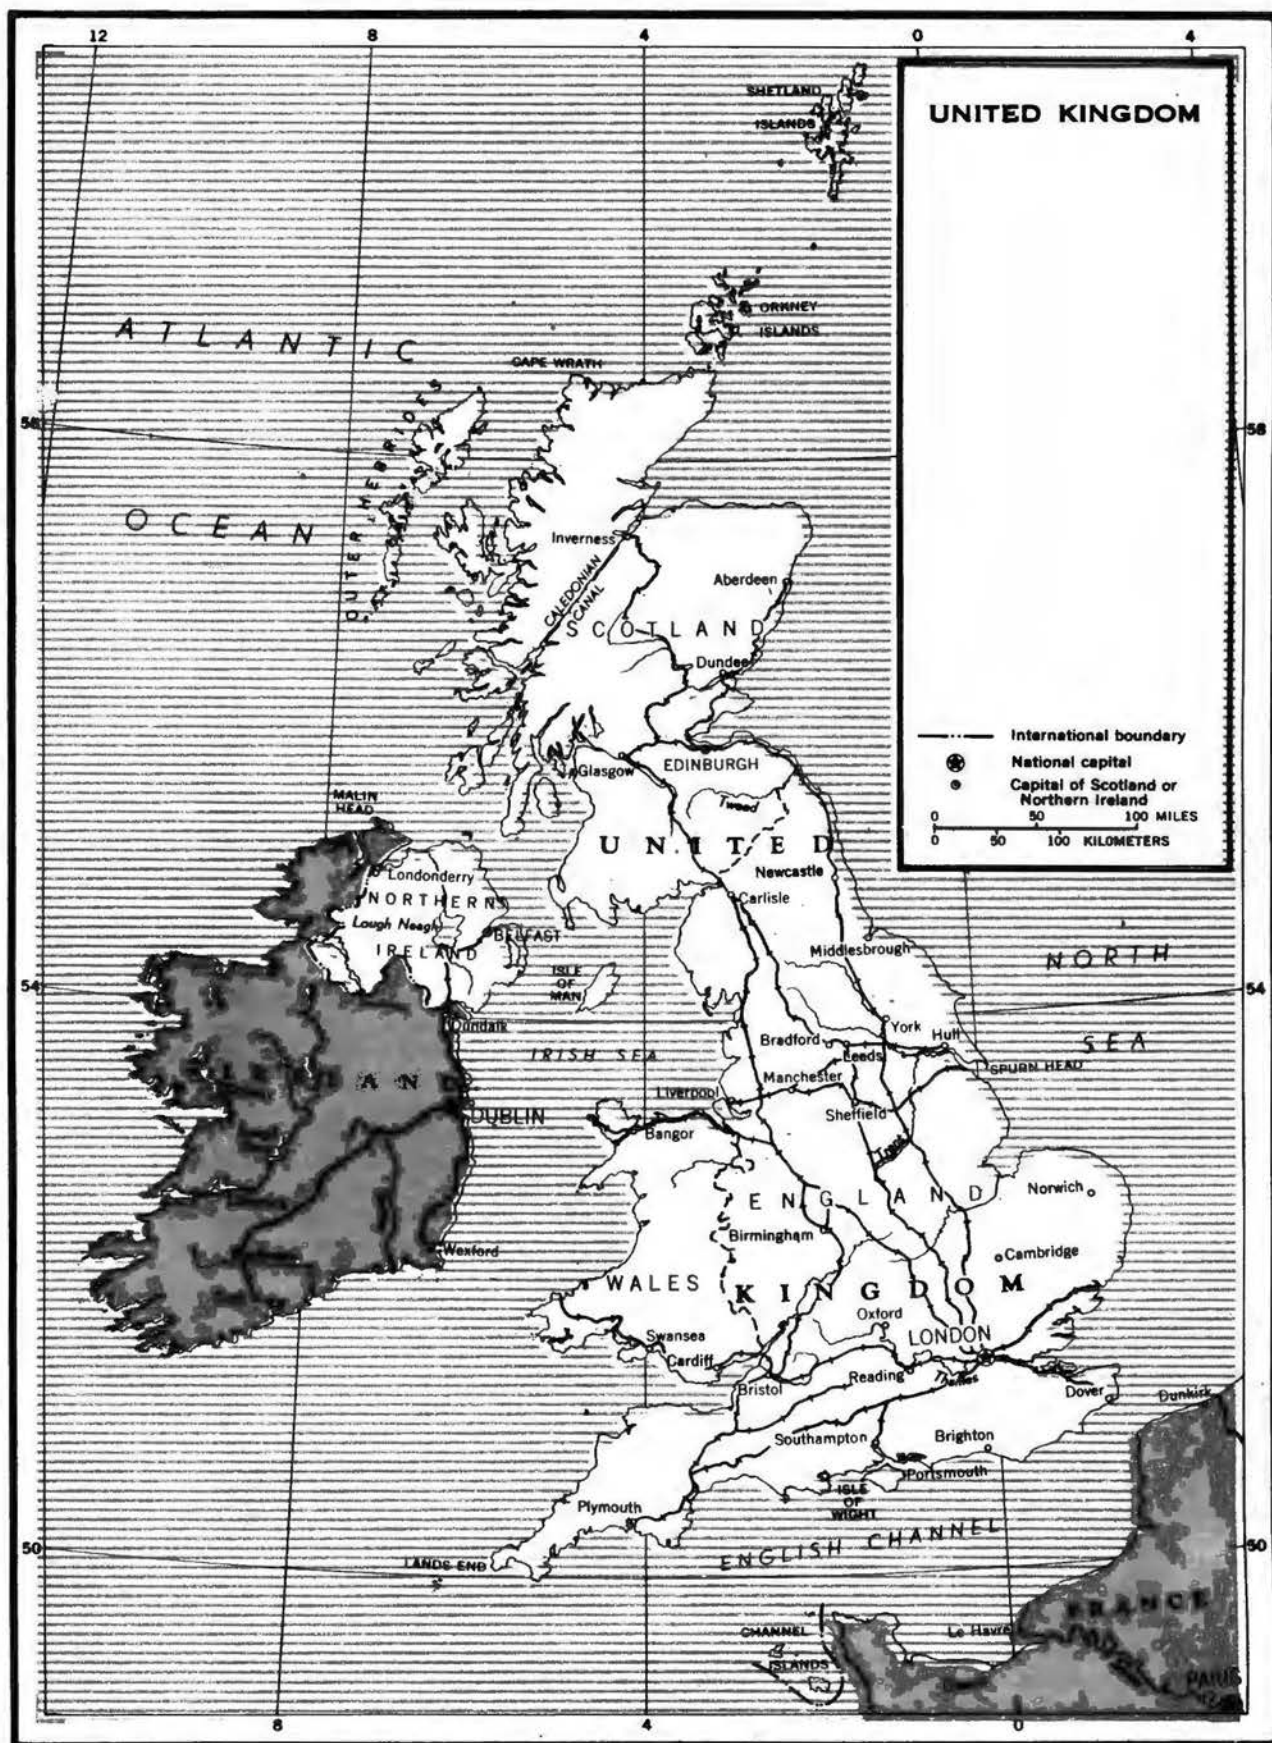 12 8 4 0 4
UNITED KINGDOM
SHETLAND
ISLANDS
ORKNEY
ISLANDS
ATLANTIC
OCEAN
CAPE WRATH
OUTER HEBRIDES
58
58
Inverness
CALEDONIAN
CANAL
Aberdeen
SCOTLAND
Dundee
International boundary
National capital
Capital of Scotland or
Northern Ireland
0 50 100 MILES
0 50 100 KILOMETERS
EDINBURGH
Glasgow
Tweed
MALIN
HEAD
UNITED
Newcastle
Londonderry
Carlisle
NORTHERN
Lough Neagh
BELFAST
IRELAND
Middlesbrough
NORTH
SEA
ISLE
OF
MAN
54
54
Dundalk
York
Hull
Bradford
Leeds
IRISH SEA
SPURN HEAD
IRELAND
Manchester
Liverpool
Sheffield
DUBLIN
Bangor
Trent
ENGLAND
Norwich
Birmingham
Wexford
Cambridge
WALES
KINGDOM
Oxford
LONDON
Swansea
Cardiff
Reading
Thames
Bristol
Dover
Dunkirk
Southampton
Brighton
Portsmouth
ISLE
OF
WIGHT
Plymouth
50
50
LANDS END
ENGLISH CHANNEL
FRANCE
CHANNEL
ISLANDS
Le Havre
PARIS
8 4 0